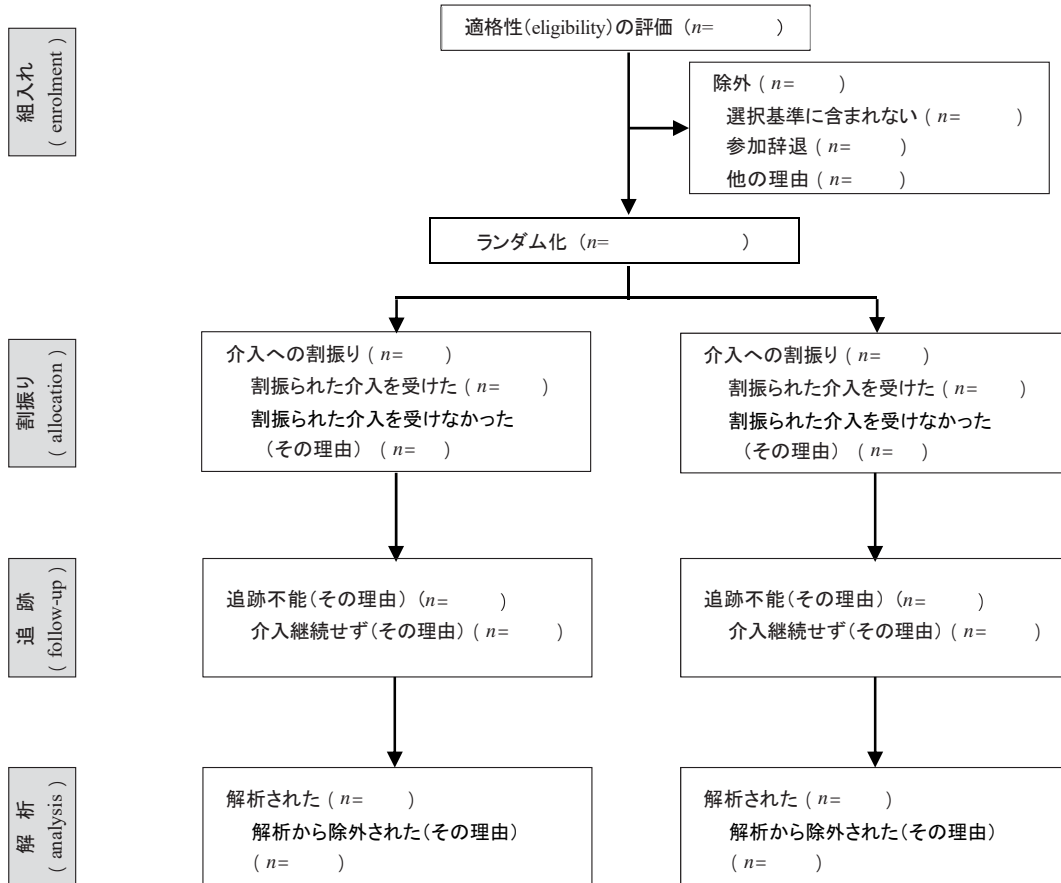 適格性(eligibility)の評価 (n= )
組入れ
( enrolment )
除外 ( n= )
選択基準に含まれない ( n= )
参加辞退 ( n= )
他の理由 ( n= )
ランダム化 (n= )
割振り
( allocation )
介入への割振り ( n= )
割振られた介入を受けた ( n= )
割振られた介入を受けなかった
(その理由) ( n= )
介入への割振り ( n= )
割振られた介入を受けた ( n= )
割振られた介入を受けなかった
(その理由) ( n= )
追 跡
( follow-up )
追跡不能(その理由) (n= )
介入継続せず(その理由) ( n= )
追跡不能(その理由) (n= )
介入継続せず(その理由) ( n= )
解 析
( analysis )
解析された ( n= )
解析から除外された(その理由)
( n= )
解析された ( n= )
解析から除外された(その理由)
( n= )